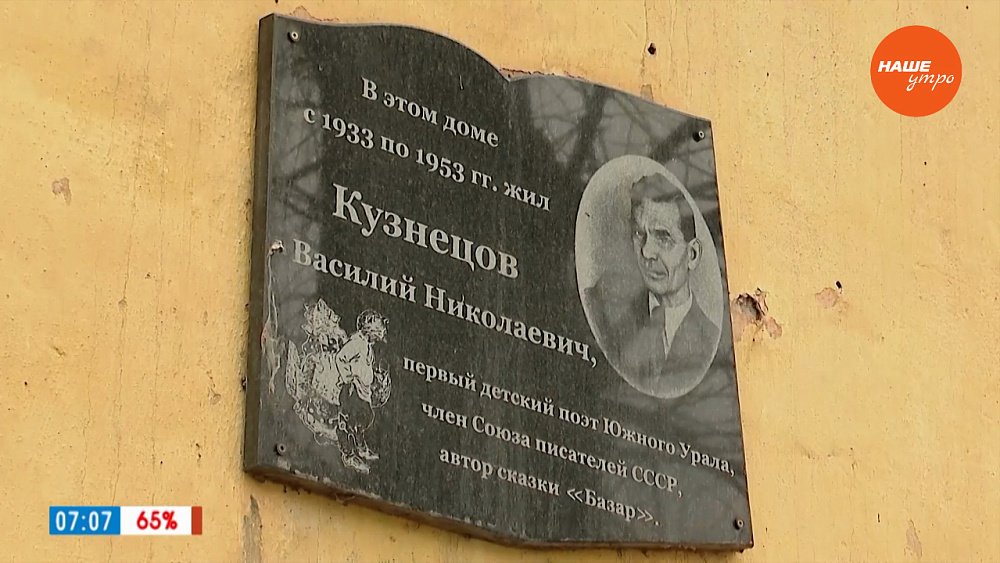 НАШЕ
утро
В этом доме
с 1933 по 1953 гг. жил
Кузнецов
Василий Николаевич,
первый детский поэт Южного Урала,
член Союза писателей СССР,
автор сказки «Базар».
07:07 65%